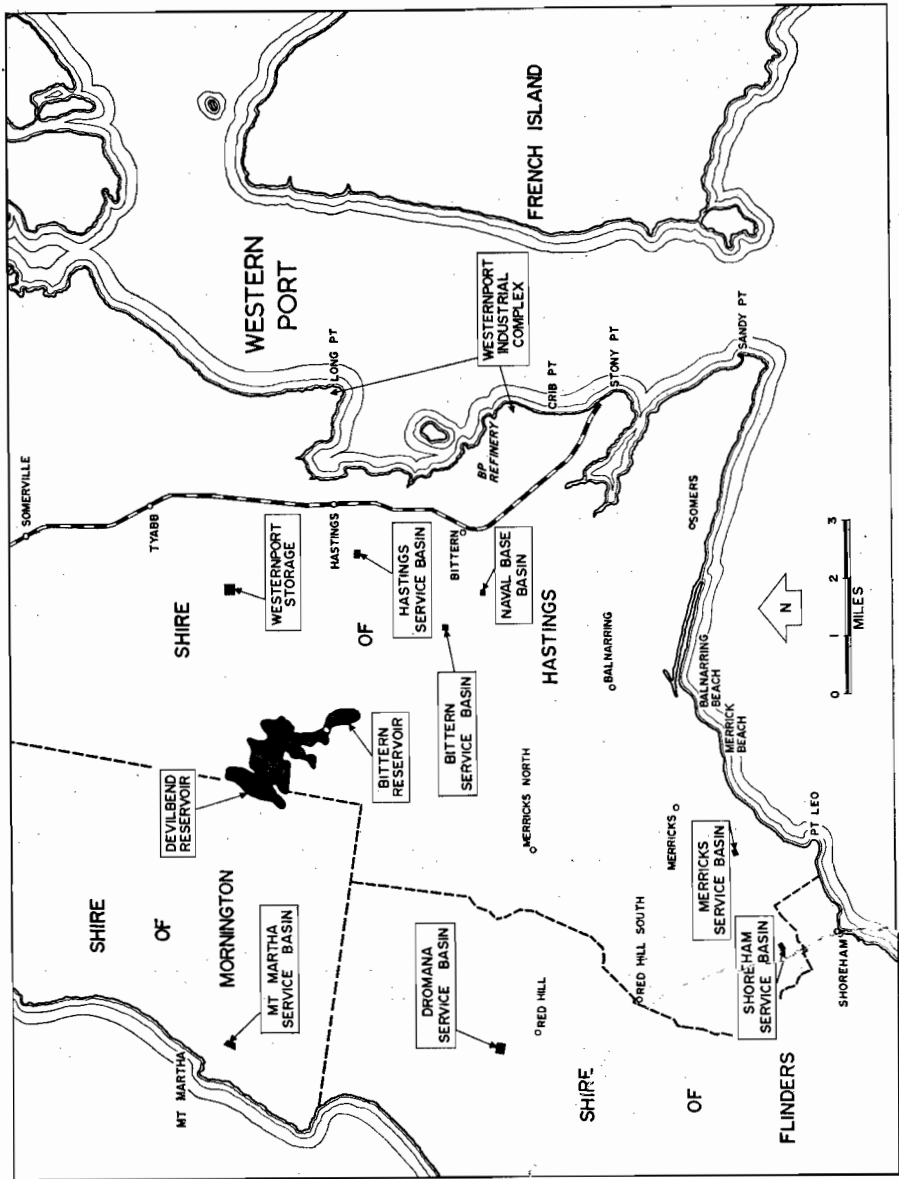 SOMERVILLE
TYABB
WESTERN
PORT
LONG PT
FRENCH ISLAND
WESTERNPORT
INDUSTRIAL
COMPLEX
SHIRE
OF
HASTINGS
WESTERNPORT
STORAGE
HASTINGS
HASTINGS
SERVICE BASIN
BITTERN
NAVAL BASE
BASIN
BITTERN
SERVICE BASIN
BP
REFINERY
CRIB PT
STONY PT
SANDY PT
SOMERS
BALNARRING
BALNARRING
BEACH
MERRICK
BEACH
N
0 1 2 3
MILES
DEVILBEND
RESERVOIR
BITTERN
RESERVOIR
MERRICKS NORTH
MERRICKS
MERRICKS
SERVICE BASIN
PT LEO
SHIRE
OF
MORNINGTON
MT MARTHA
MT MARTHA
SERVICE BASIN
DROMANA
SERVICE BASIN
RED HILL
RED HILL SOUTH
SHOREHAM
SERVICE BASIN
SHOREHAM
SHIRE
OF
FLINDERS